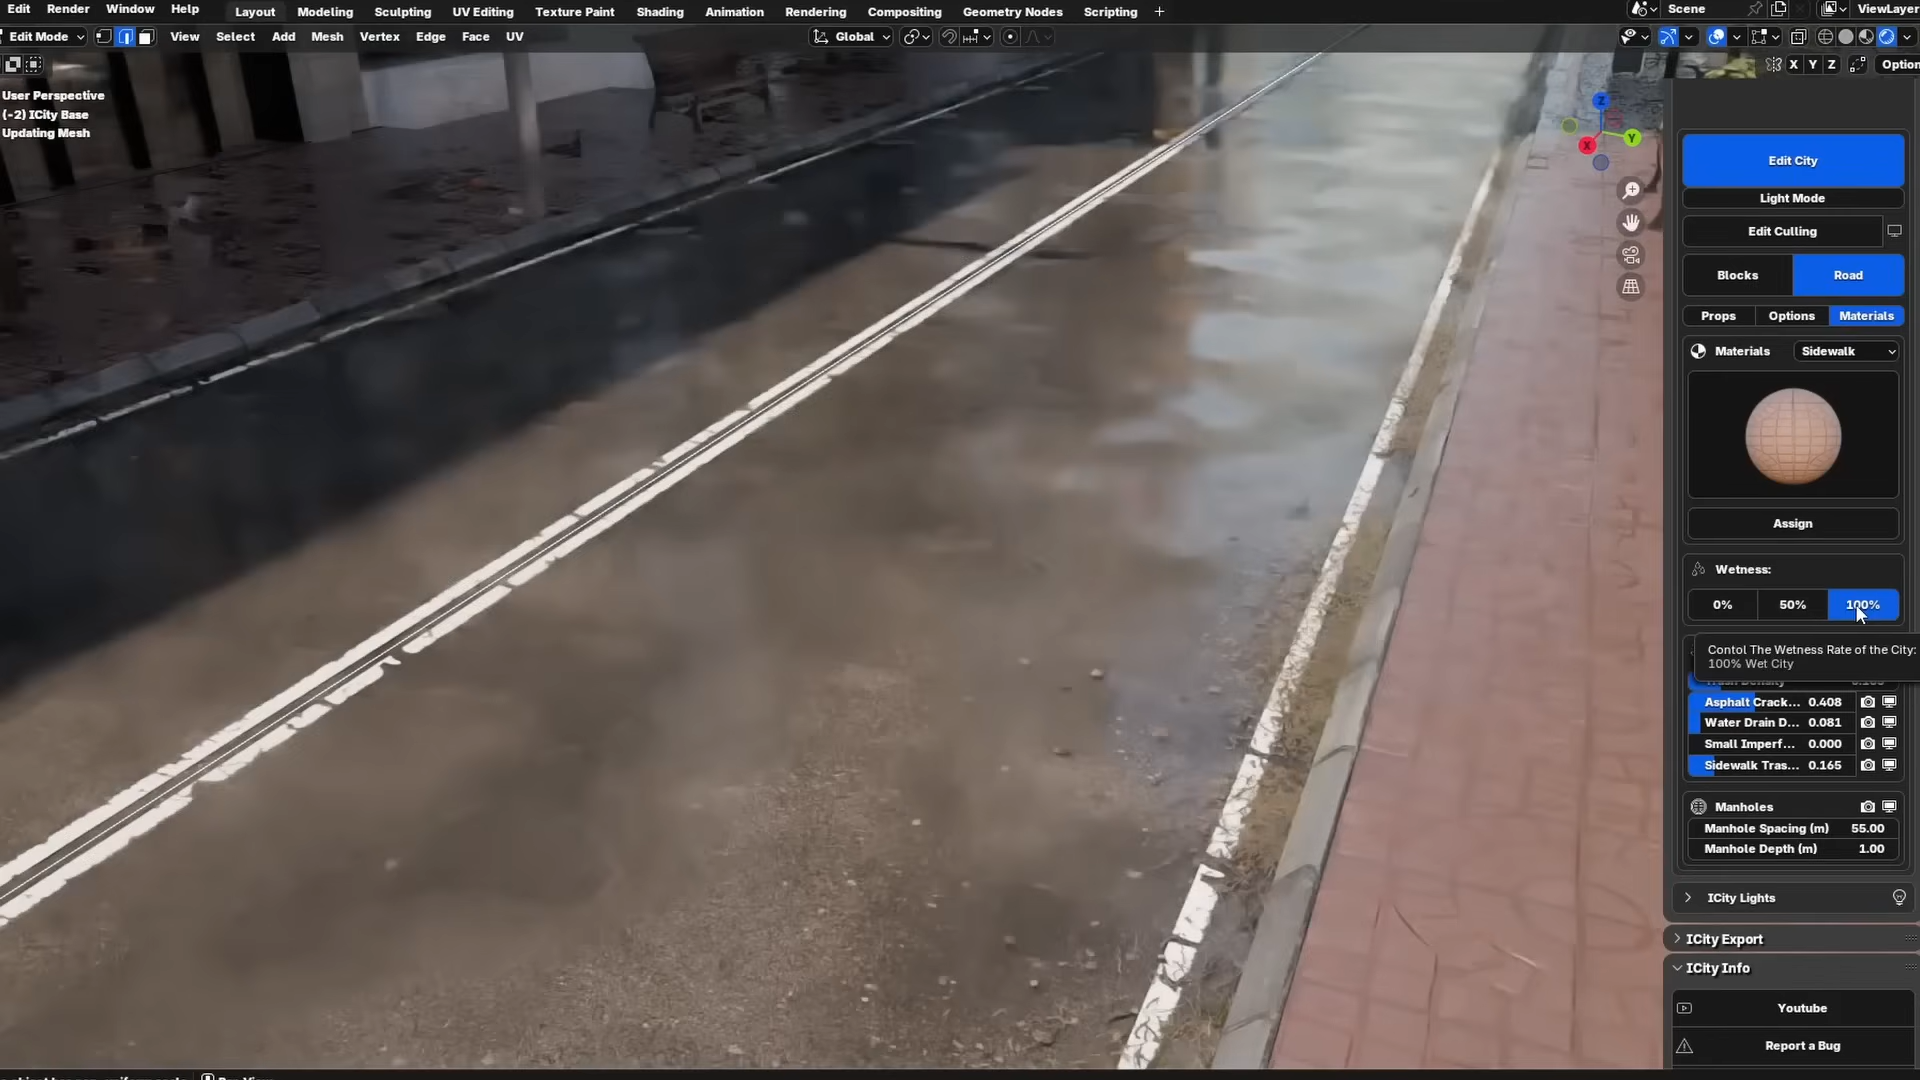 Edit Render Window Help Layout Modeling Sculpting UV Editing Texture Paint Shading Animation Rendering Compositing Geometry Nodes Scripting + Scene ViewLayer
Edit Mode View Select Add Mesh Vertex Edge Face UV Global
X Y Z Option
User Perspective
(-2) ICity Base
Updating Mesh
Z
Y
X
Edit City
Light Mode
Edit Culling
Blocks Road
Props Options Materials
Materials Sidewalk
Assign
Wetness:
0% 50% 100%
Contol The Wetness Rate of the City:
100% Wet City
Asphalt Crack... 0.408
Water Drain D... 0.081
Small Imperf... 0.000
Sidewalk Tras... 0.165
Manholes
Manhole Spacing (m) 55.00
Manhole Depth (m) 1.00
ICity Lights
ICity Export
ICity Info
Youtube
Report a Bug